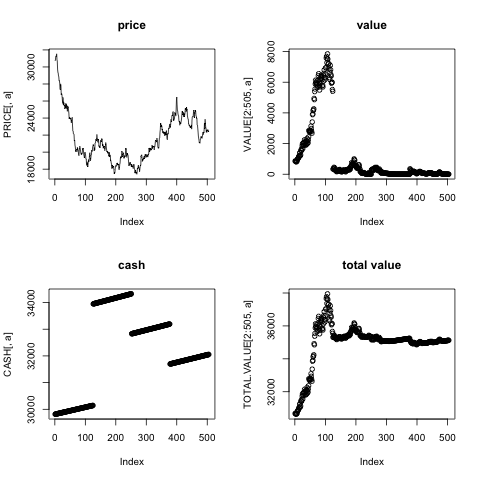 price
PRICE[, a]
18000 24000 30000
0 100 200 300 400 500
Index
value
VALUE[2:505, a]
0 2000 4000 6000 8000
0 100 200 300 400 500
Index
cash
CASH[, a]
30000 32000 34000
0 100 200 300 400 500
Index
total value
TOTAL.VALUE[2:505, a]
32000 36000
0 100 200 300 400 500
Index